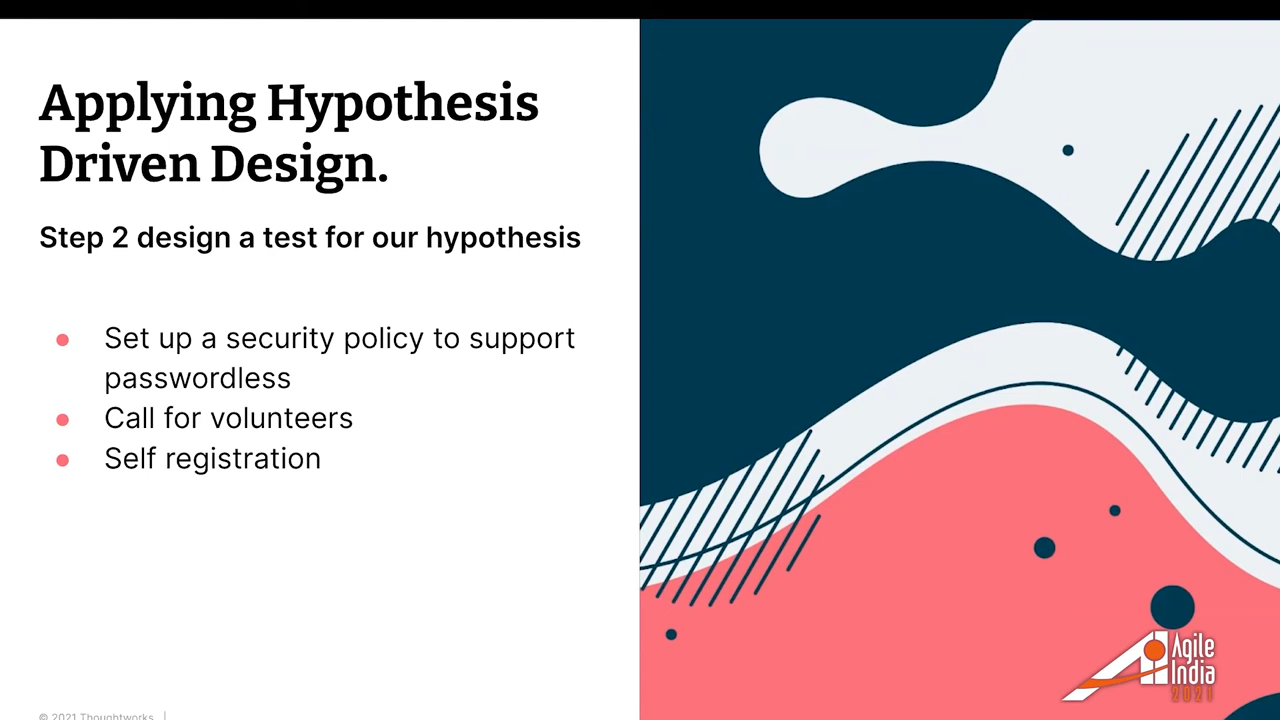 Applying Hypothesis
Driven Design.
Step 2 design a test for our hypothesis
● Set up a security policy to support
passwordless
● Call for volunteers
● Self registration
© 2021 Thoughtworks |
Agile
India
2021